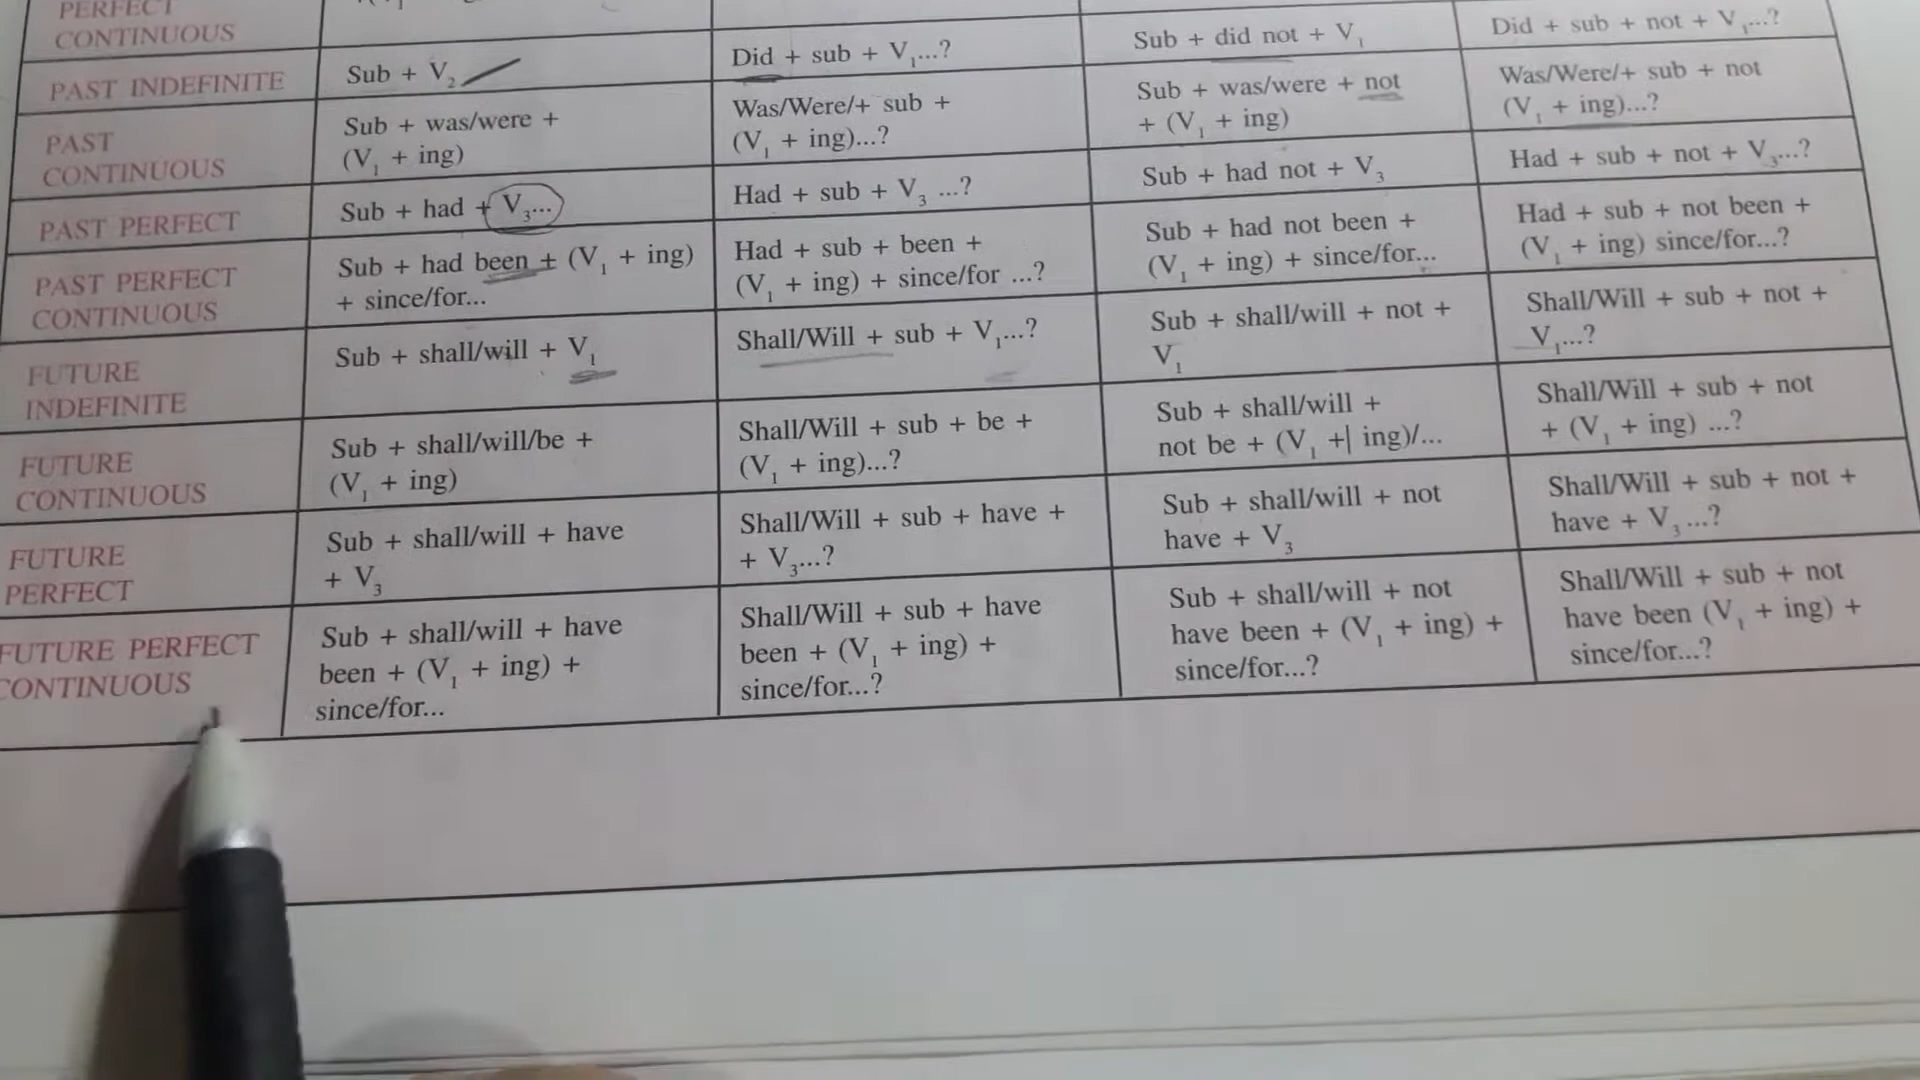 PERFECT
CONTINUOUS
PAST INDEFINITE
Sub + V₂
Did + sub + V₁...?
Sub + did not + V₁
Did + sub + not + V₁...?
PAST
CONTINUOUS
Sub + was/were +
(V₁ + ing)
Was/Were/+ sub +
(V₁ + ing)...?
Sub + was/were + not
+ (V₁ + ing)
Was/Were/+ sub + not
(V₁ + ing)...?
PAST PERFECT
Sub + had + V₃...
Had + sub + V₃ ...?
Sub + had not + V₃
Had + sub + not + V₃...?
PAST PERFECT
CONTINUOUS
Sub + had been + (V₁ + ing)
+ since/for...
Had + sub + been +
(V₁ + ing) + since/for ...?
Sub + had not been +
(V₁ + ing) + since/for...
Had + sub + not been +
(V₁ + ing) since/for...?
FUTURE
INDEFINITE
Sub + shall/will + V₁
Shall/Will + sub + V₁...?
Sub + shall/will + not +
V₁
Shall/Will + sub + not +
V₁...?
FUTURE
CONTINUOUS
Sub + shall/will/be +
(V₁ + ing)
Shall/Will + sub + be +
(V₁ + ing)...?
Sub + shall/will +
not be + (V₁ +| ing)/...
Shall/Will + sub + not
+ (V₁ + ing) ...?
FUTURE
PERFECT
Sub + shall/will + have
+ V₃
Shall/Will + sub + have +
+ V₃...?
Sub + shall/will + not
have + V₃
Shall/Will + sub + not +
have + V₃ ...?
FUTURE PERFECT
CONTINUOUS
Sub + shall/will + have
been + (V₁ + ing) +
since/for...
Shall/Will + sub + have
been + (V₁ + ing) +
since/for...?
Sub + shall/will + not
have been + (V₁ + ing) +
since/for...?
Shall/Will + sub + not
have been (V₁ + ing) +
since/for...?